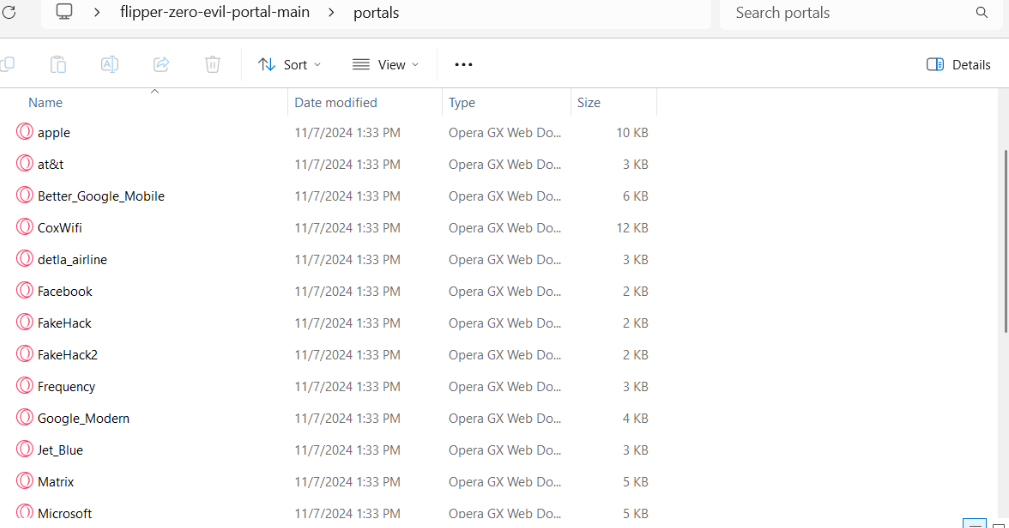 flipper-zero-evil-portal-main > portals Search portals
Sort View ... Details
Name Date modified Type Size
apple 11/7/2024 1:33 PM Opera GX Web Do... 10 KB
at&t 11/7/2024 1:33 PM Opera GX Web Do... 3 KB
Better_Google_Mobile 11/7/2024 1:33 PM Opera GX Web Do... 6 KB
CoxWifi 11/7/2024 1:33 PM Opera GX Web Do... 12 KB
detla_airline 11/7/2024 1:33 PM Opera GX Web Do... 3 KB
Facebook 11/7/2024 1:33 PM Opera GX Web Do... 2 KB
FakeHack 11/7/2024 1:33 PM Opera GX Web Do... 2 KB
FakeHack2 11/7/2024 1:33 PM Opera GX Web Do... 2 KB
Frequency 11/7/2024 1:33 PM Opera GX Web Do... 3 KB
Google_Modern 11/7/2024 1:33 PM Opera GX Web Do... 4 KB
Jet_Blue 11/7/2024 1:33 PM Opera GX Web Do... 3 KB
Matrix 11/7/2024 1:33 PM Opera GX Web Do... 5 KB
Microsoft 11/7/2024 1:33 PM Opera GX Web Do... 5 KB